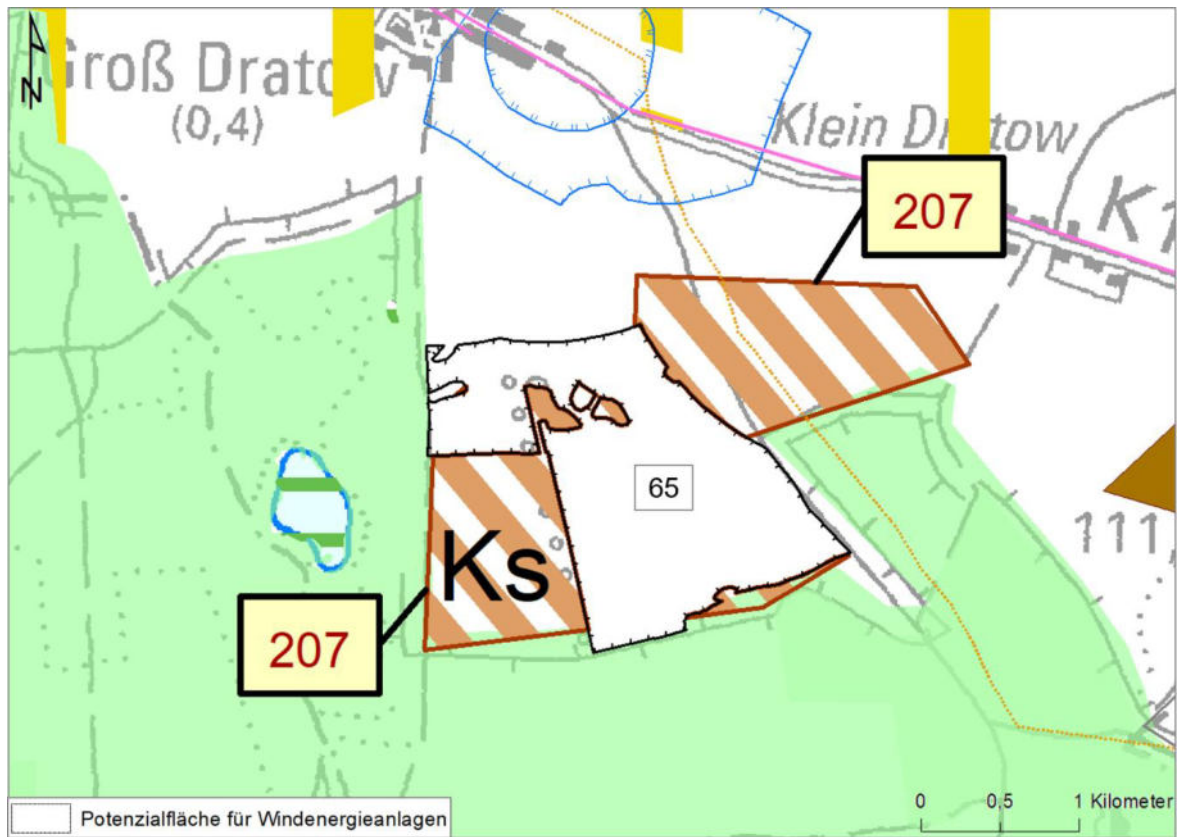 N
Groß Dratow
(0,4)
Klein Dratow
207
K1
65
Ks
111,
207
Potenzialfläche für Windenergieanlagen
0 0,5 1 Kilometer